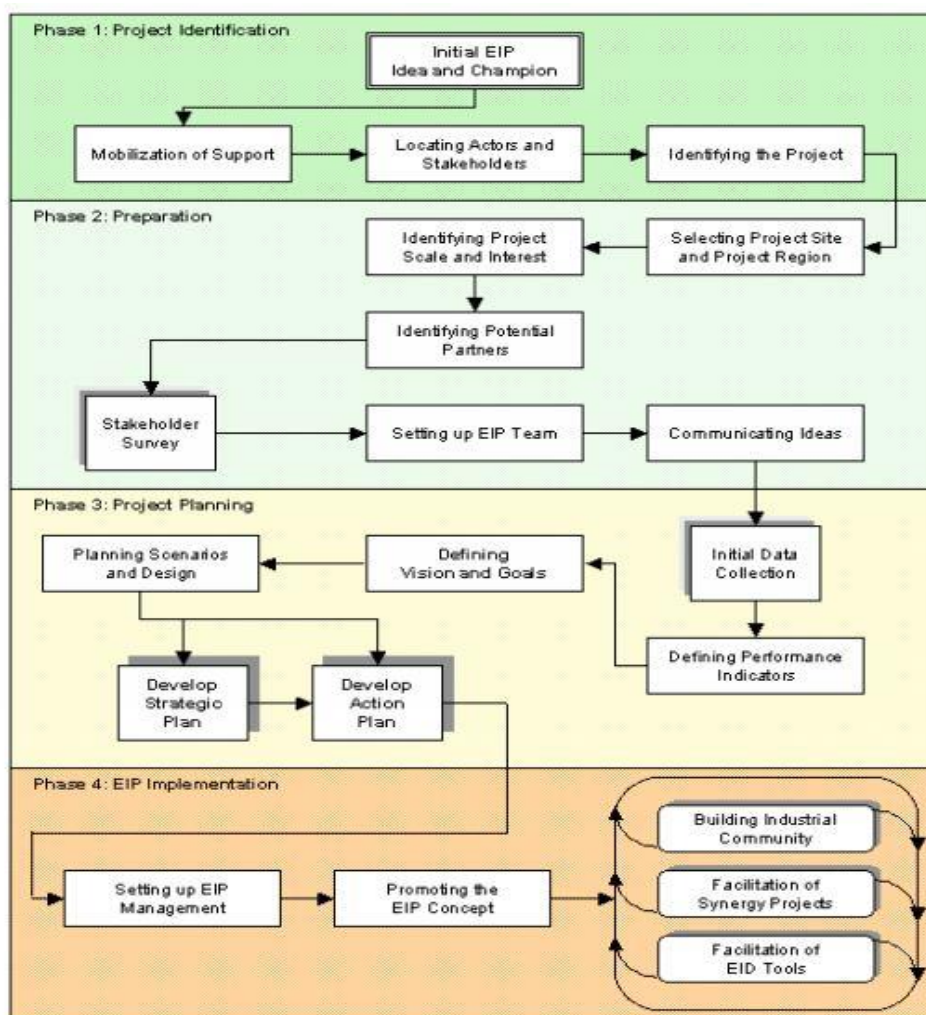 Phase 1: Project Identification
Initial EIP
Idea and Champion
Mobilization of Support
Locating Actors and
Stakeholders
Identifying the Project
Phase 2: Preparation
Identifying Project
Scale and Interest
Selecting Project Site
and Project Region
Identifying Potential
Partners
Stakeholder
Survey
Setting up EIP Team
Communicating Ideas
Phase 3: Project Planning
Planning Scenarios
and Design
Defining
Vision and Goals
Initial Data
Collection
Defining Performance
Indicators
Develop
Strategic
Plan
Develop
Action
Plan
Phase 4: EIP Implementation
Building Industrial
Community
Setting up EIP
Management
Promoting the
EIP Concept
Facilitation of
Synergy Projects
Facilitation of
EID Tools